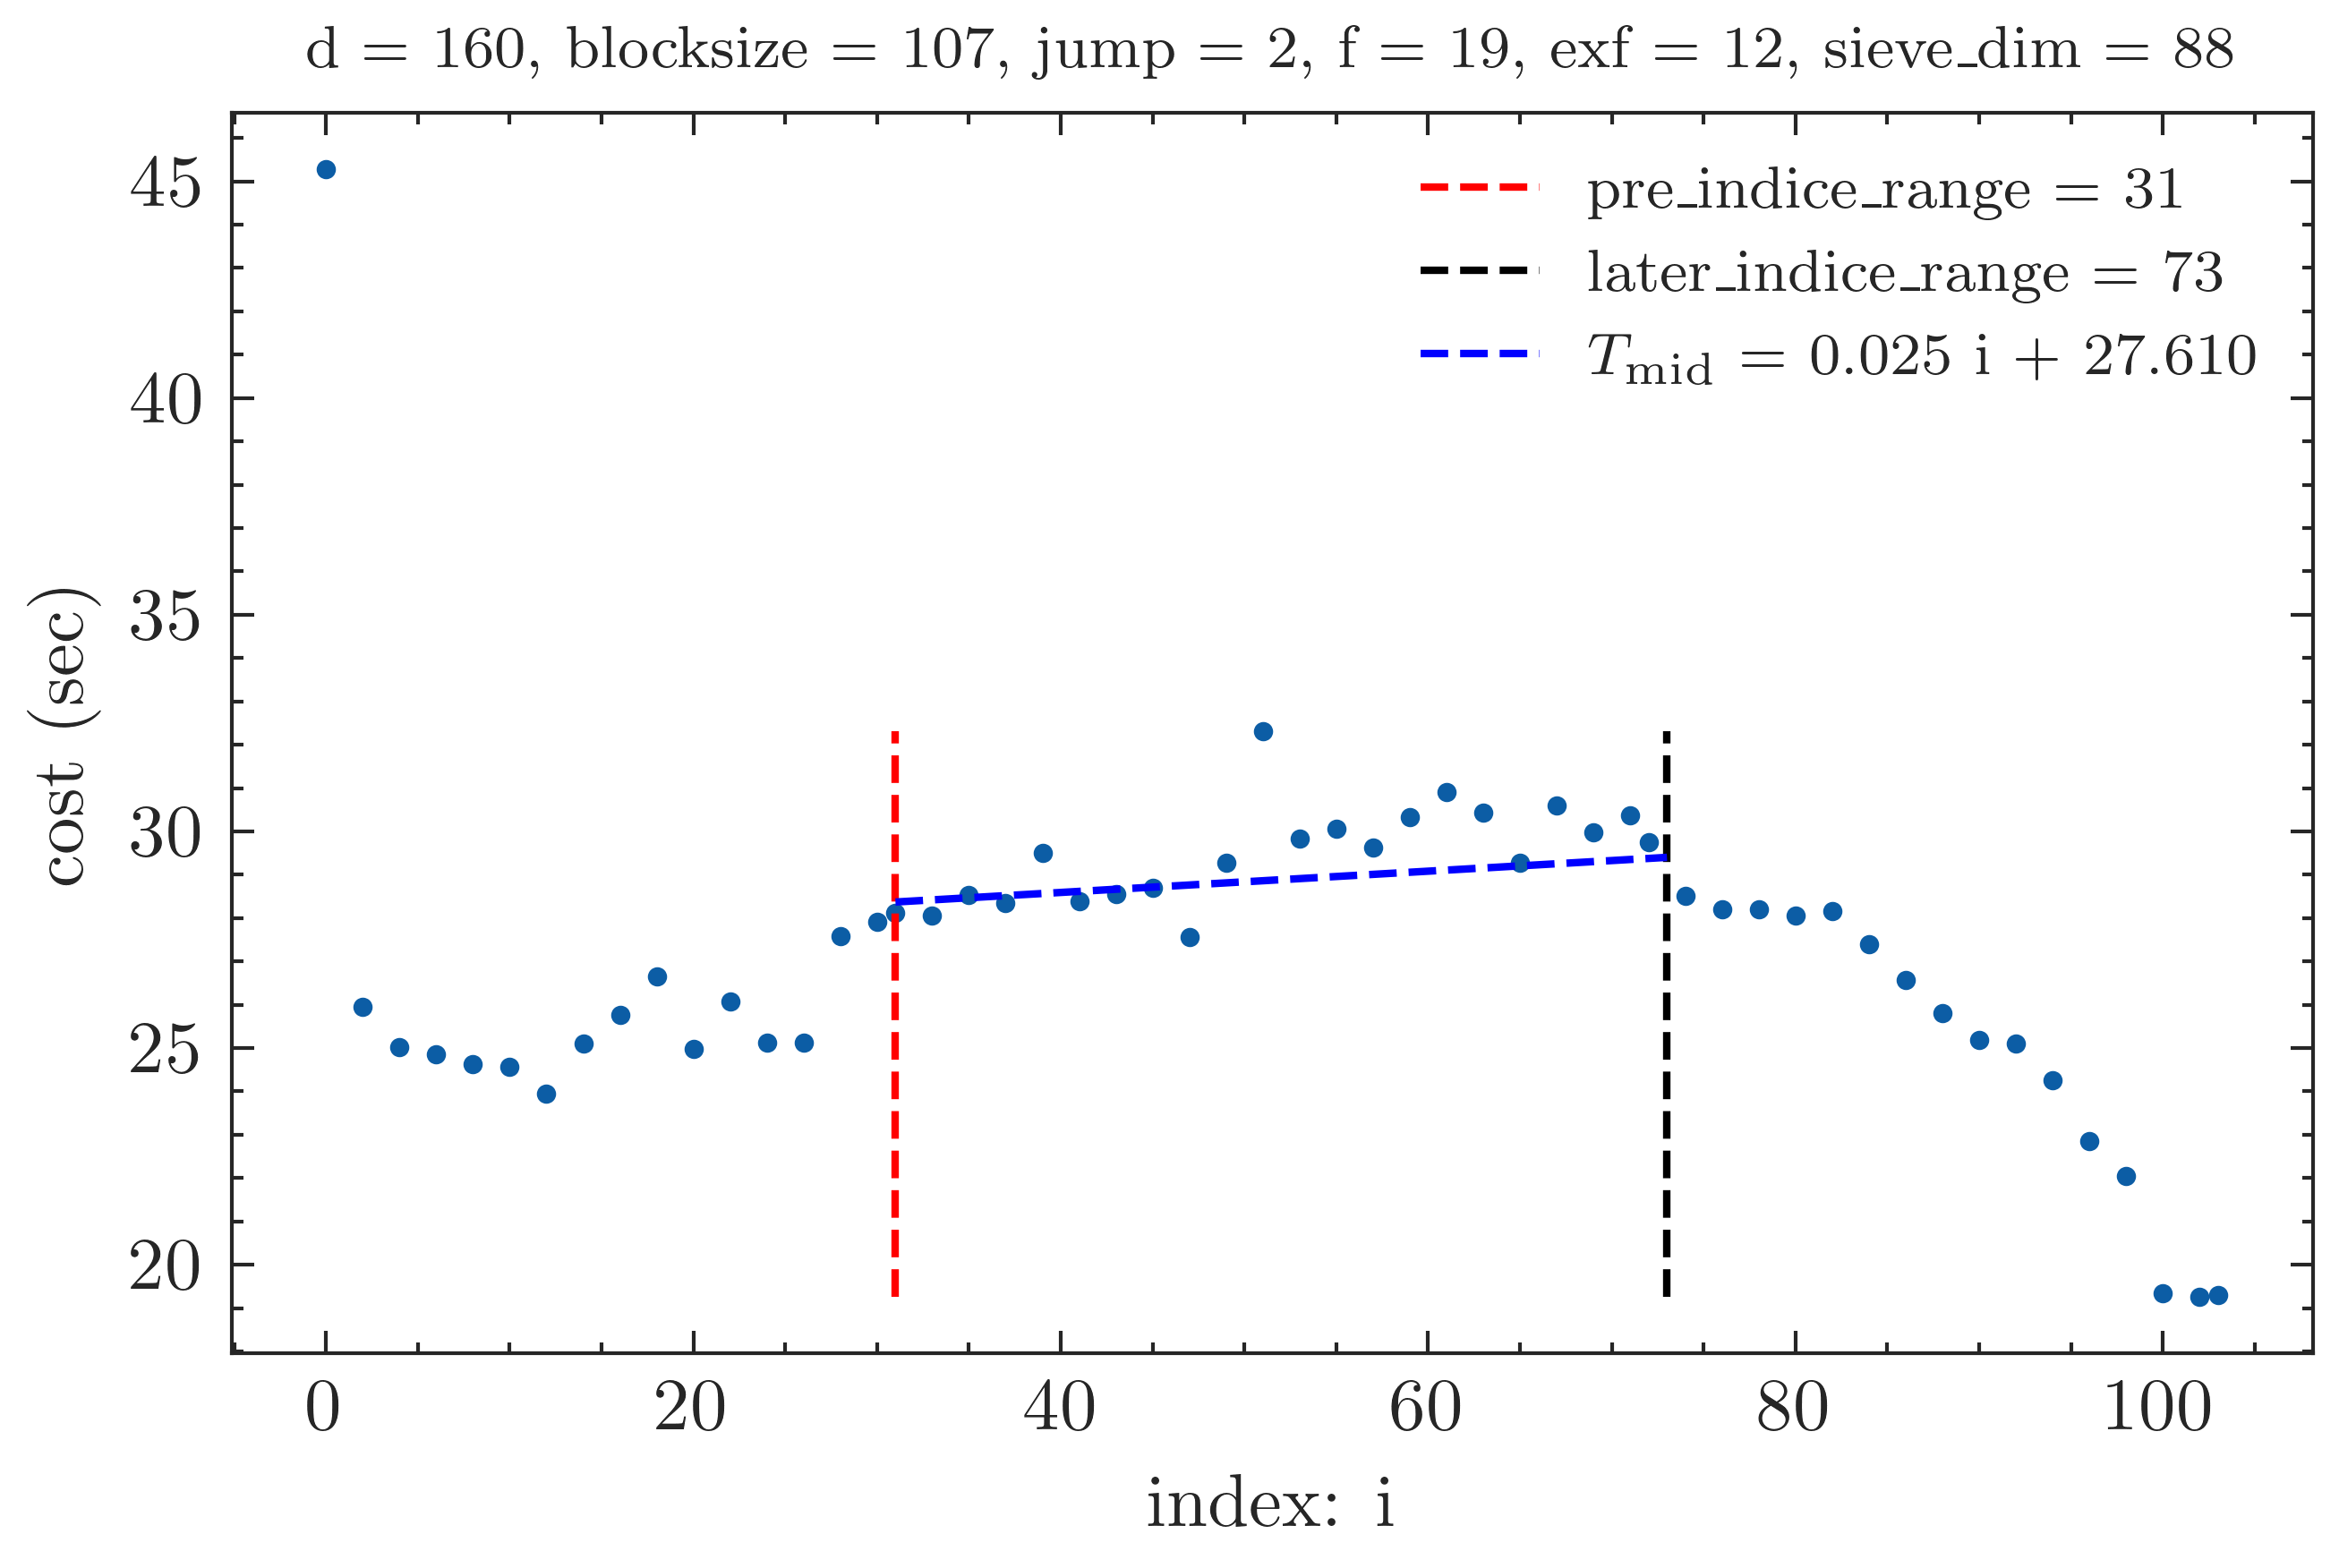 d = 160, blocksize = 107, jump = 2, f = 19, exf = 12, sieve_dim = 88
pre_indice_range = 31
later_indice_range = 73
T_mid = 0.025 i + 27.610
cost (sec)
45
40
35
30
25
20
0 20 40 60 80 100
index: i